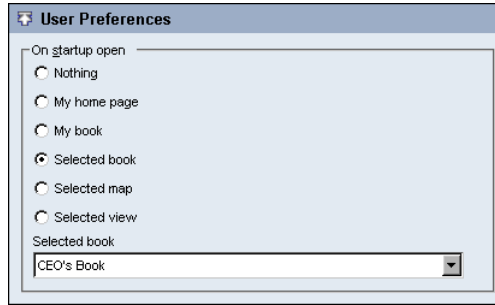 User Preferences
On startup open
Nothing
My home page
My book
Selected book
Selected map
Selected view
Selected book
CEO's Book